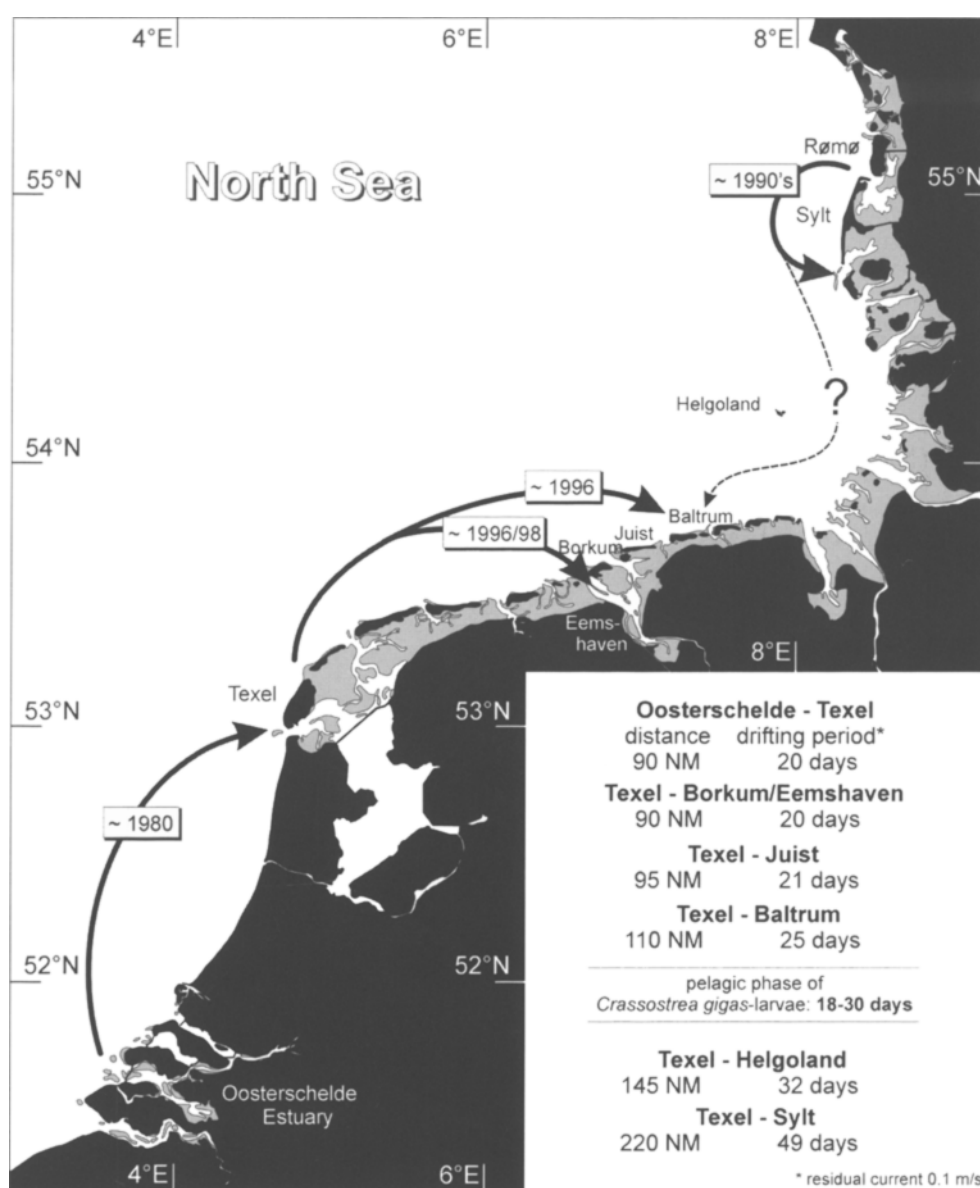 4°E 6°E 8°E
Rømø
55°N North Sea ~ 1990's 55°N
Sylt
Helgoland ?
54°N
~ 1996
Baltrum
~ 1996/98 Juist
Borkum
Eems-
haven
8°E
Texel
53°N 53°N
~ 1980
52°N 52°N
Oosterschelde
Estuary
4°E 6°E
Oosterschelde - Texel
distance drifting period*
90 NM 20 days
Texel - Borkum/Eemshaven
90 NM 20 days
Texel - Juist
95 NM 21 days
Texel - Baltrum
110 NM 25 days
pelagic phase of
Crassostrea gigas-larvae: 18-30 days
Texel - Helgoland
145 NM 32 days
Texel - Sylt
220 NM 49 days
* residual current 0.1 m/s